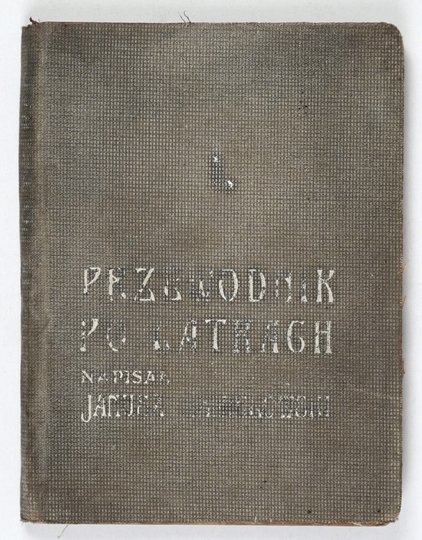 PRZEWODNIK
PO TATRACH
NAPISAŁ
JANUSZ